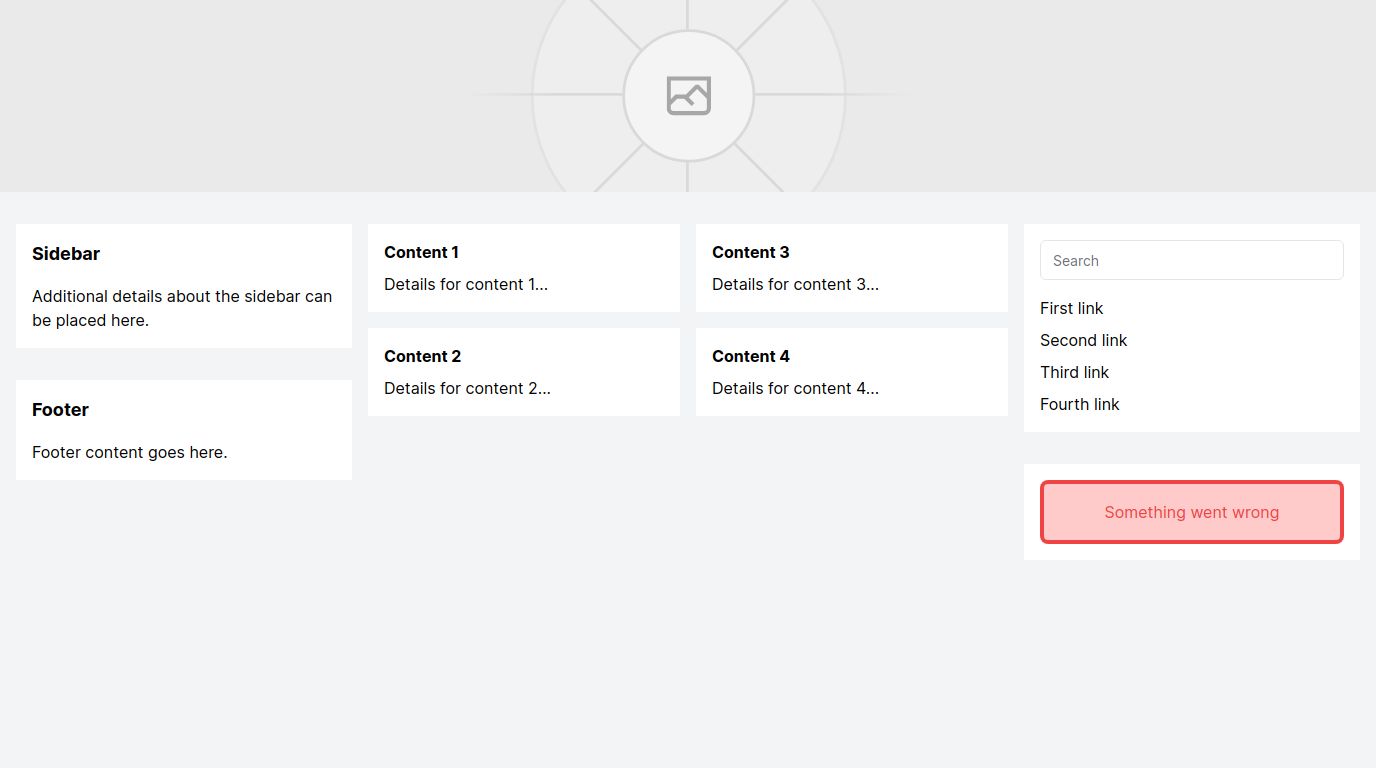 Sidebar
Additional details about the sidebar can
be placed here.
Footer
Footer content goes here.
Content 1
Details for content 1...
Content 2
Details for content 2...
Content 3
Details for content 3...
Content 4
Details for content 4...
Search
First link
Second link
Third link
Fourth link
Something went wrong